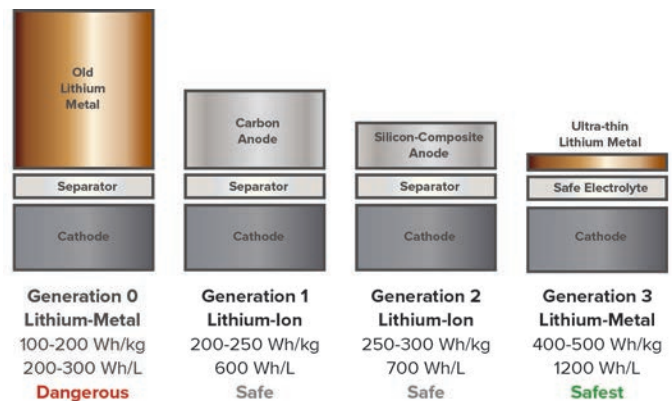 Old
Lithium
Metal
Separator
Cathode
Generation 0
Lithium-Metal
100-200 Wh/kg
200-300 Wh/L
Dangerous
Carbon
Anode
Separator
Cathode
Generation 1
Lithium-Ion
200-250 Wh/kg
600 Wh/L
Safe
Silicon-Composite
Anode
Separator
Cathode
Generation 2
Lithium-Ion
250-300 Wh/kg
700 Wh/L
Safe
Ultra-thin
Lithium Metal
Safe Electrolyte
Cathode
Generation 3
Lithium-Metal
400-500 Wh/kg
1200 Wh/L
Safest